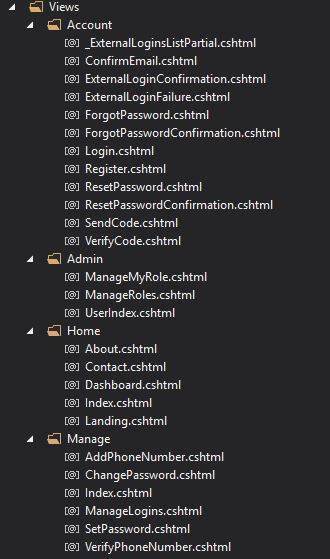 Views
Account
_ExternalLoginsListPartial.cshtml
ConfirmEmail.cshtml
ExternalLoginConfirmation.cshtml
ExternalLoginFailure.cshtml
ForgotPassword.cshtml
ForgotPasswordConfirmation.cshtml
Login.cshtml
Register.cshtml
ResetPassword.cshtml
ResetPasswordConfirmation.cshtml
SendCode.cshtml
VerifyCode.cshtml
Admin
ManageMyRole.cshtml
ManageRoles.cshtml
UserIndex.cshtml
Home
About.cshtml
Contact.cshtml
Dashboard.cshtml
Index.cshtml
Landing.cshtml
Manage
AddPhoneNumber.cshtml
ChangePassword.cshtml
Index.cshtml
ManageLogins.cshtml
SetPassword.cshtml
VerifyPhoneNumber.cshtml